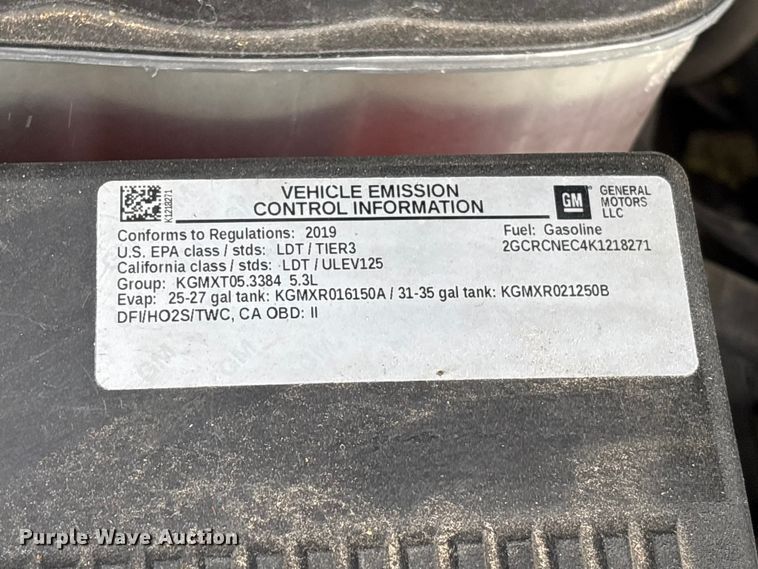 K1218271
VEHICLE EMISSION
CONTROL INFORMATION
GM
GENERAL
MOTORS
LLC
Conforms to Regulations: 2019
Fuel: Gasoline
U.S. EPA class / stds: LDT / TIER3
2GCRCNEC4K1218271
California class / stds: LDT / ULEV125
Group: KGMXT05.3384 5.3L
Evap: 25-27 gal tank: KGMXR016150A / 31-35 gal tank: KGMXR021250B
DFI/HO2S/TWC, CA OBD: II
Purple Wave Auction